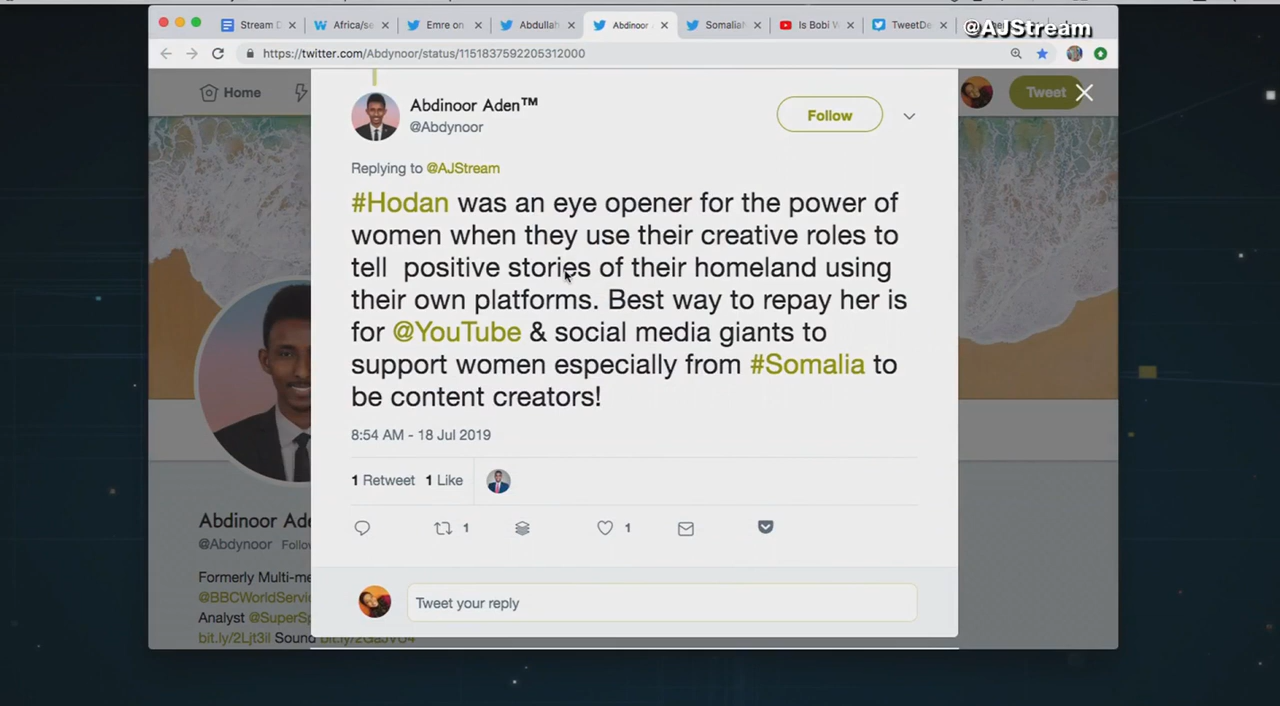 Stream D
Africa/se
Emre on
Abdullah
Abdinoor
Somalia
Is Bobi W
TweetDe
@AJStream
https://twitter.com/Abdynoor/status/1151837592205312000
Home
Tweet
Abdinoor Aden™
@Abdynoor
Follow
Replying to @AJStream
#Hodan was an eye opener for the power of
women when they use their creative roles to
tell positive stories of their homeland using
their own platforms. Best way to repay her is
for @YouTube & social media giants to
support women especially from #Somalia to
be content creators!
8:54 AM - 18 Jul 2019
1 Retweet 1 Like
1
1
Tweet your reply
Abdinoor Ade
@Abdynoor Follo
Formerly Multi-me
@BBCWorldServi
Analyst @SuperSp
bit.ly/2Ljt3il Sound